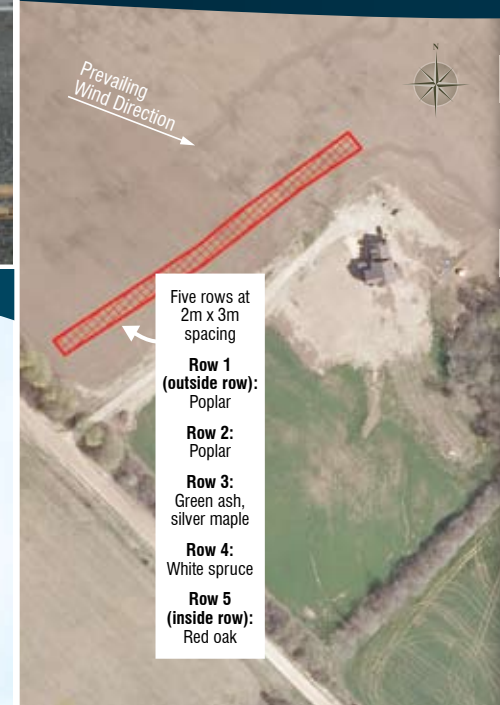 Prevailing
Wind Direction
N
Five rows at
2m x 3m
spacing
Row 1
(outside row):
Poplar
Row 2:
Poplar
Row 3:
Green ash,
silver maple
Row 4:
White spruce
Row 5
(inside row):
Red oak